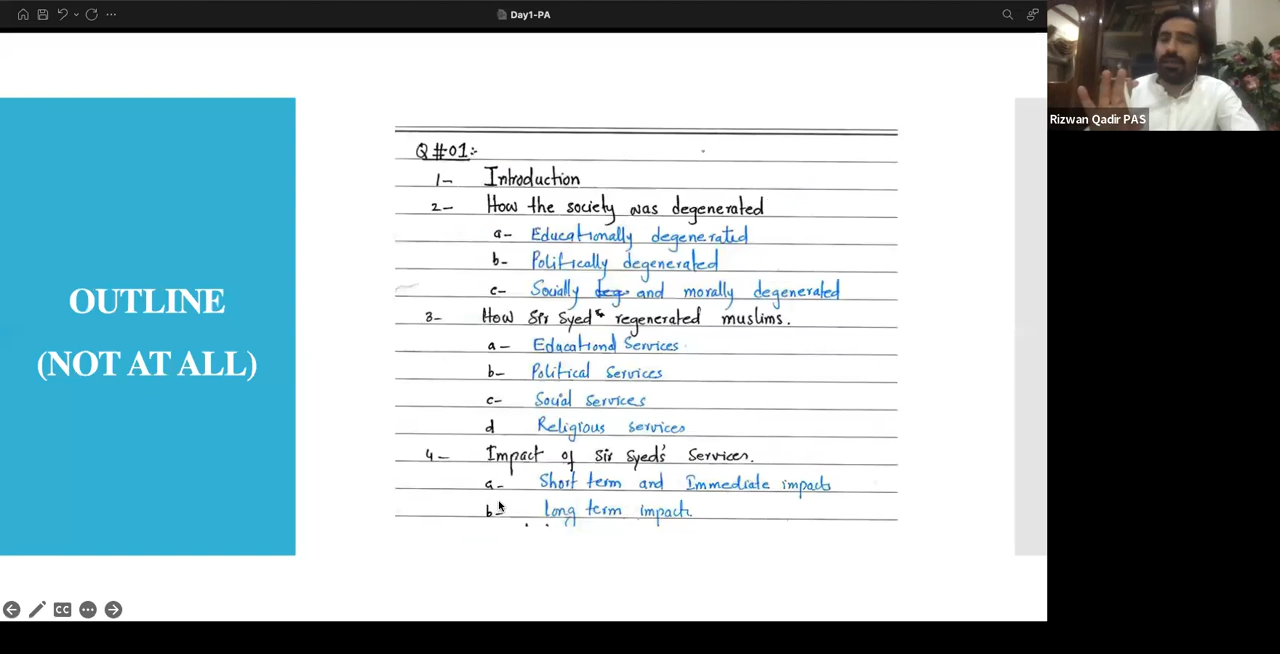 Day1-PA
OUTLINE
(NOT AT ALL)
Q#01:-
1- Introduction
2- How the society was degenerated
a- Educationally degenerated
b- Politically degenerated
c- Socially deg and morally degenerated
3- How Sir Syed regenerated muslims.
a- Educational Services
b- Political Services
c- Social Services
d Religious services
4- Impact of Sir Syed's Services.
a- Short term and Immediate impacts
b- long term impacts
CC
Rizwan Qadir PAS